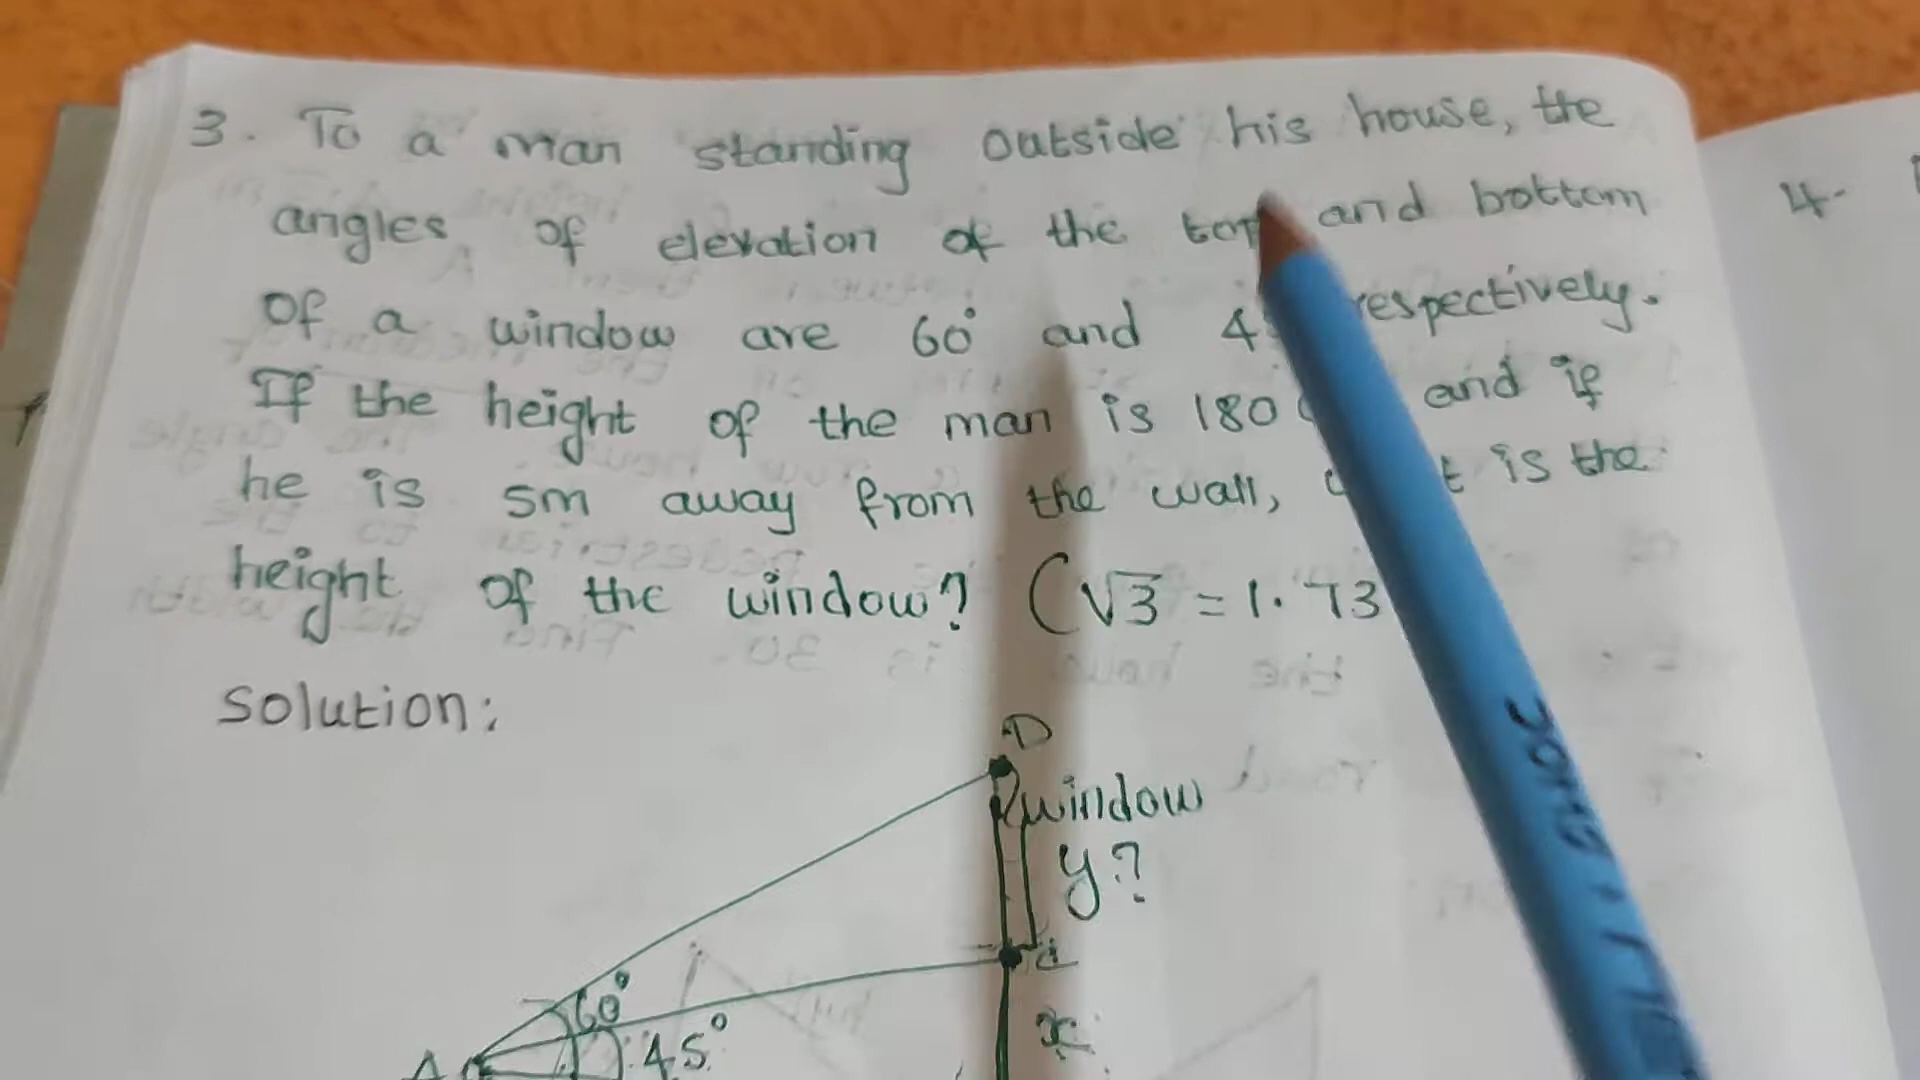 3. To a man standing outside his house, the
angles of elevation of the top and bottom
of a window are 60° and 4 respectively.
If the height of the man is 180 and if
he is 5m away from the wall, is the
height of the window? (√3 = 1.73
Solution:
D
window
y?
C
x
60°
45°
A
4.